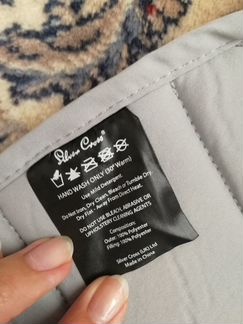 Silver Cross
HAND WASH ONLY (30° Warm)
Use Mild Detergent.
Do Not Iron, Dry Clean, Bleach or Tumble Dry.
Dry Flat - Away From Direct Heat.
DO NOT USE BLEACH, ABRASIVE OR
UPHOLSTERY CLEANING AGENTS
Composition:
Outer: 100% Polyester
Filling: 100% Polyester
Silver Cross (UK) Ltd
Made in China